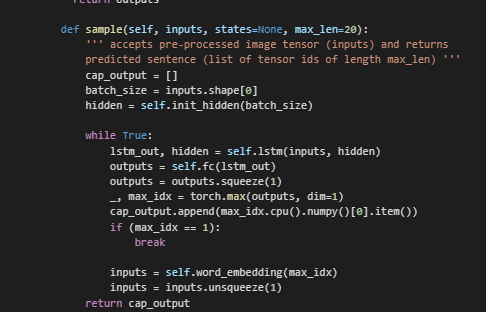 return outputs
def sample(self, inputs, states=None, max_len=20):
''' accepts pre-processed image tensor (inputs) and returns
predicted sentence (list of tensor ids of length max_len) '''
cap_output = []
batch_size = inputs.shape[0]
hidden = self.init_hidden(batch_size)
while True:
lstm_out, hidden = self.lstm(inputs, hidden)
outputs = self.fc(lstm_out)
outputs = outputs.squeeze(1)
_, max_idx = torch.max(outputs, dim=1)
cap_output.append(max_idx.cpu().numpy()[0].item())
if (max_idx == 1):
break
inputs = self.word_embedding(max_idx)
inputs = inputs.unsqueeze(1)
return cap_output